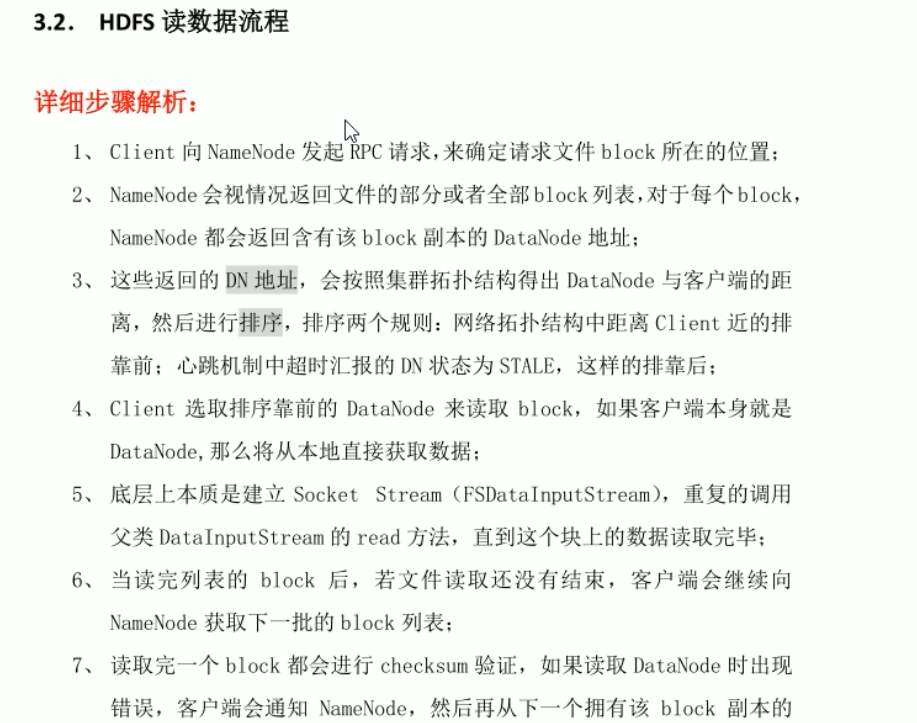 3.2. HDFS 读数据流程
详细步骤解析：
1、 Client 向 NameNode 发起 RPC 请求，来确定请求文件 block 所在的位置；
2、 NameNode 会视情况返回文件的部分或者全部 block 列表，对于每个 block，
NameNode 都会返回含有该 block 副本的 DataNode 地址；
3、 这些返回的 DN 地址，会按照集群拓扑结构得出 DataNode 与客户端的距
离，然后进行排序，排序两个规则：网络拓扑结构中距离 Client 近的排
靠前；心跳机制中超时汇报的 DN 状态为 STALE，这样的排靠后；
4、 Client 选取排序靠前的 DataNode 来读取 block，如果客户端本身就是
DataNode,那么将从本地直接获取数据；
5、 底层上本质是建立 Socket Stream（FSDataInputStream），重复的调用
父类 DataInputStream 的 read 方法，直到这个块上的数据读取完毕；
6、 当读完列表的 block 后，若文件读取还没有结束，客户端会继续向
NameNode 获取下一批的 block 列表；
7、 读取完一个 block 都会进行 checksum 验证，如果读取 DataNode 时出现
错误，客户端会通知 NameNode，然后再从下一个拥有该 block 副本的